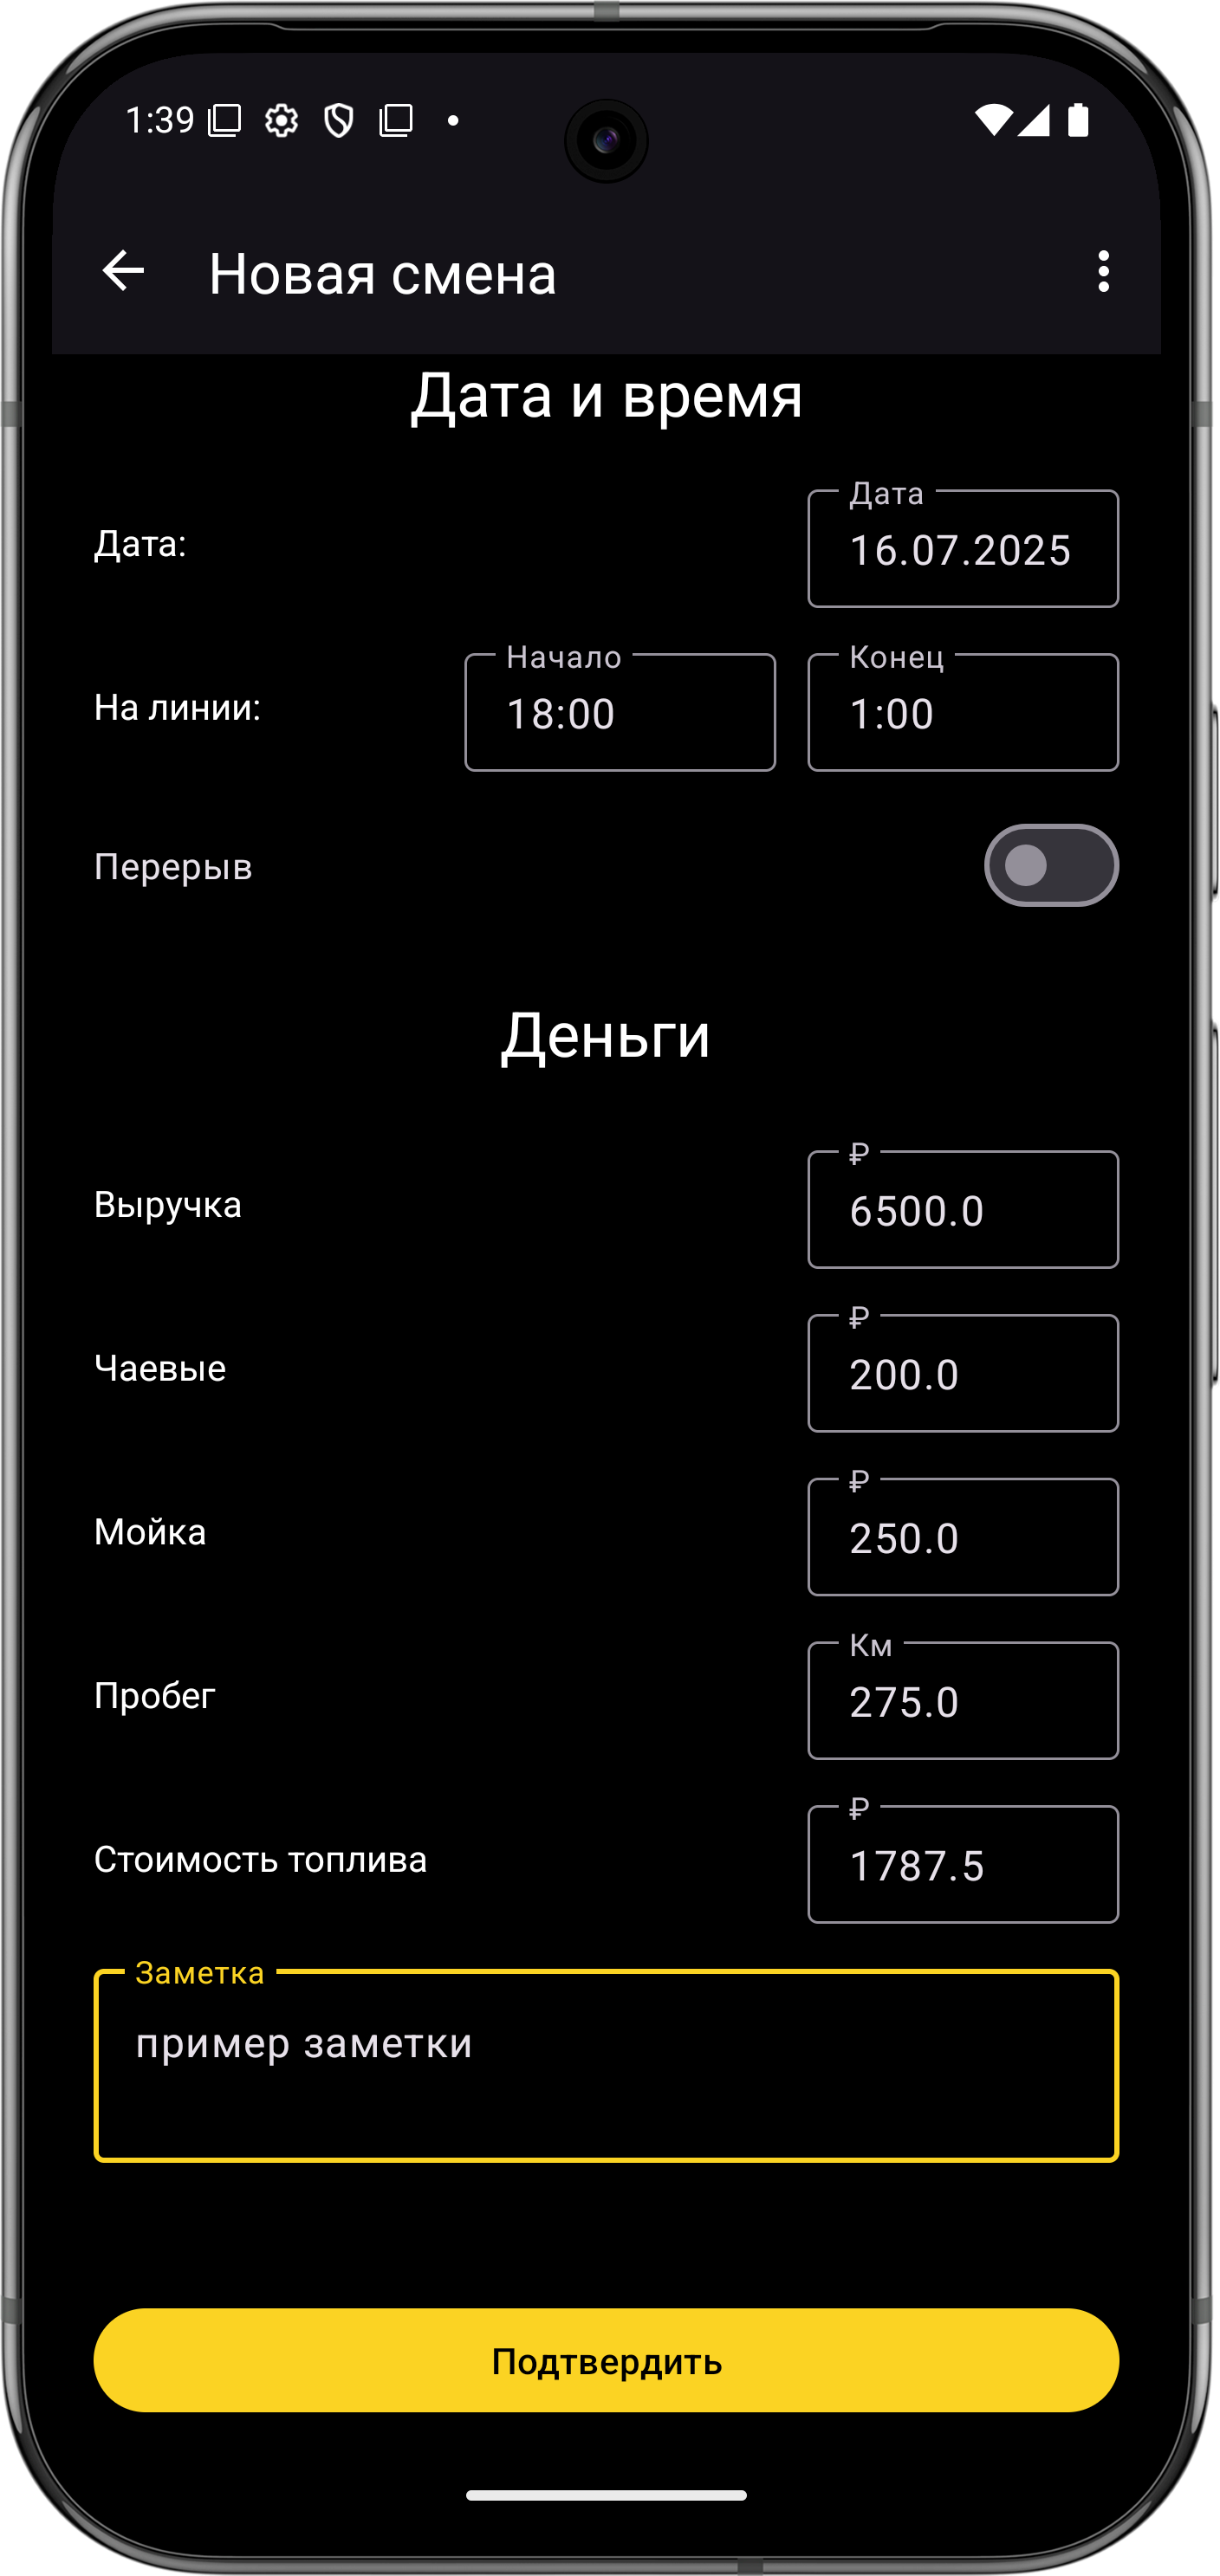 1:39
Новая смена
Дата и время
Дата
Дата:
16.07.2025
Начало
Конец
На линии:
18:00
1:00
Перерыв
Деньги
₽
Выручка
6500.0
₽
Чаевые
200.0
₽
Мойка
250.0
Км
Пробег
275.0
₽
Стоимость топлива
1787.5
Заметка
пример заметки
Подтвердить